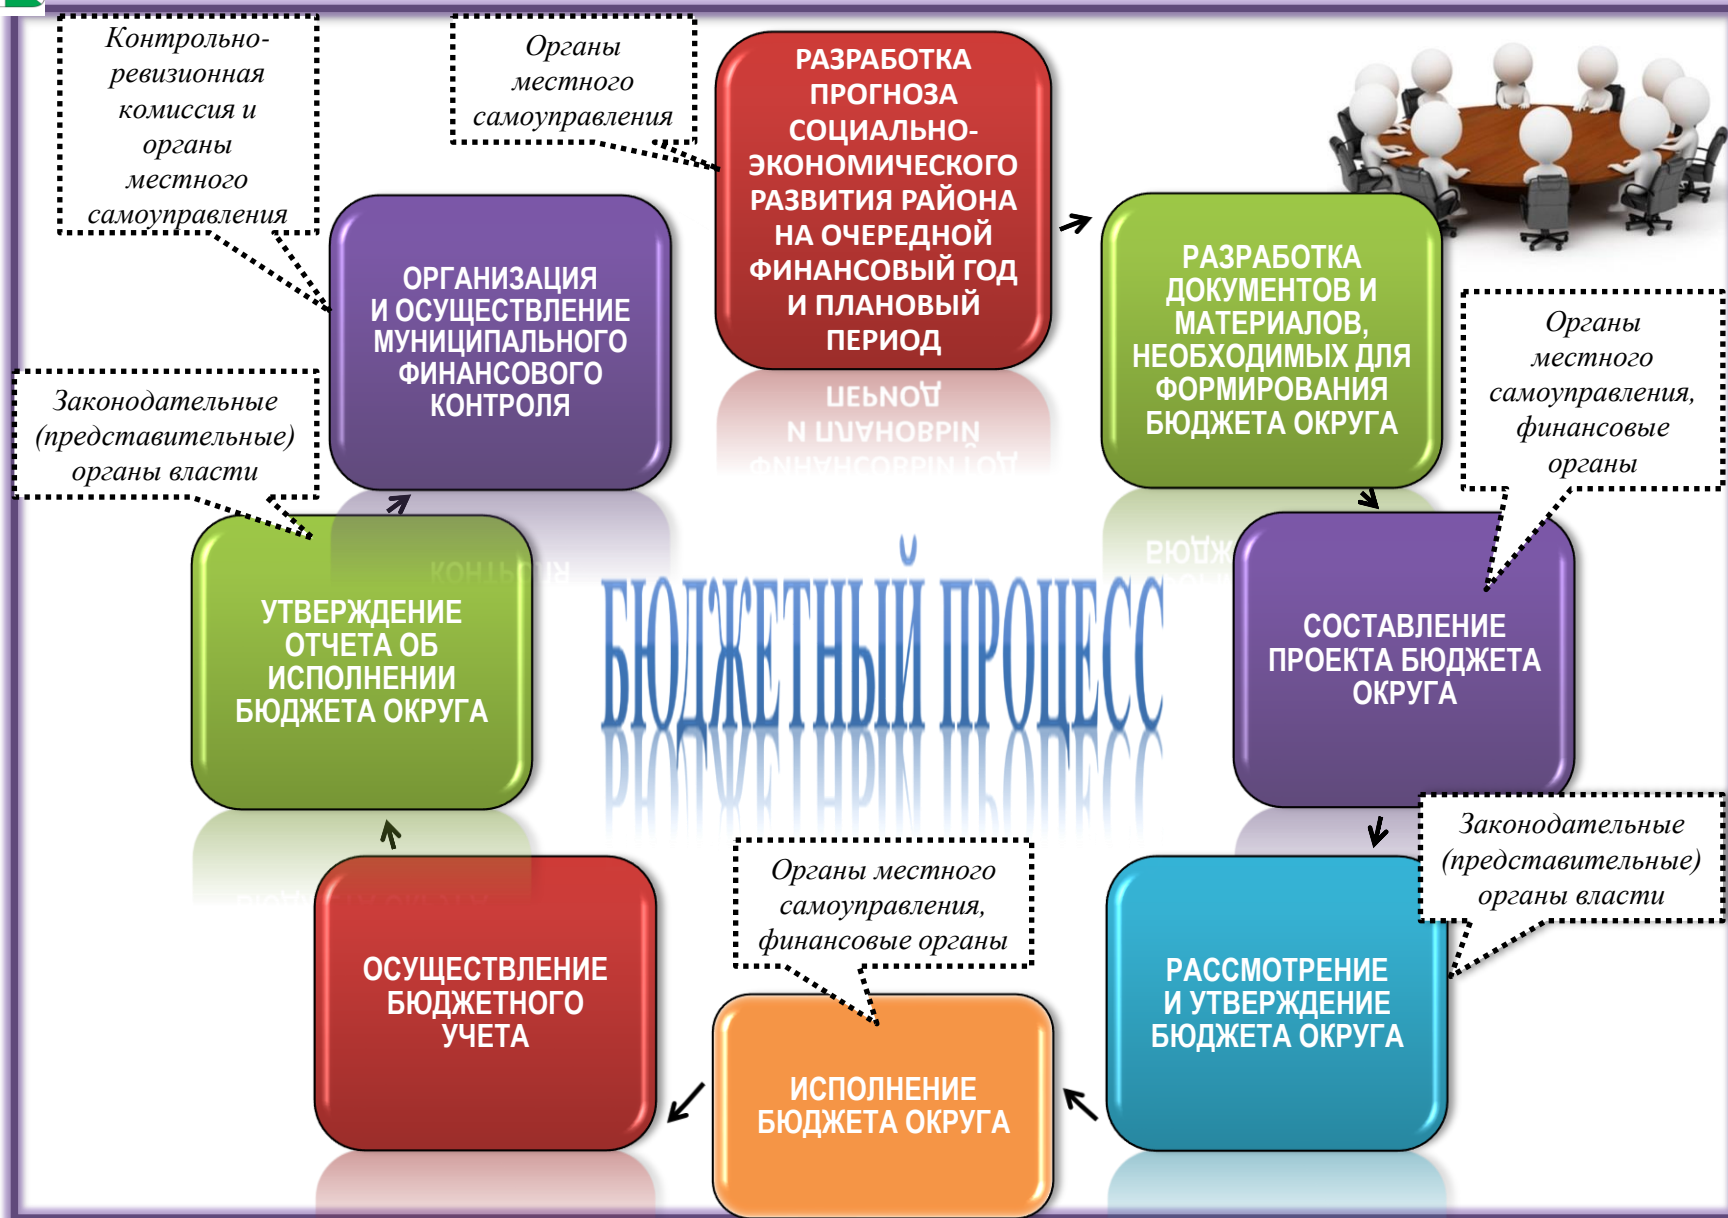 Контрольно-
ревизионная
комиссия и
органы
местного
самоуправления
Органы
местного
самоуправления
РАЗРАБОТКА
ПРОГНОЗА
СОЦИАЛЬНО-
ЭКОНОМИЧЕСКОГО
РАЗВИТИЯ РАЙОНА
НА ОЧЕРЕДНОЙ
ФИНАНСОВЫЙ ГОД
И ПЛАНОВЫЙ
ПЕРИОД
РАЗРАБОТКА
ДОКУМЕНТОВ И
МАТЕРИАЛОВ,
НЕОБХОДИМЫХ ДЛЯ
ФОРМИРОВАНИЯ
БЮДЖЕТА ОКРУГА
Органы
местного
самоуправления,
финансовые
органы
СОСТАВЛЕНИЕ
ПРОЕКТА БЮДЖЕТА
ОКРУГА
Законодательные
(представительные)
органы власти
РАССМОТРЕНИЕ
И УТВЕРЖДЕНИЕ
БЮДЖЕТА ОКРУГА
Органы местного
самоуправления,
финансовые органы
ИСПОЛНЕНИЕ
БЮДЖЕТА ОКРУГА
ОСУЩЕСТВЛЕНИЕ
БЮДЖЕТНОГО
УЧЕТА
Законодательные
(представительные)
органы власти
УТВЕРЖДЕНИЕ
ОТЧЕТА ОБ
ИСПОЛНЕНИИ
БЮДЖЕТА ОКРУГА
ОРГАНИЗАЦИЯ
И ОСУЩЕСТВЛЕНИЕ
МУНИЦИПАЛЬНОГО
ФИНАНСОВОГО
КОНТРОЛЯ
БЮДЖЕТНЫЙ ПРОЦЕСС